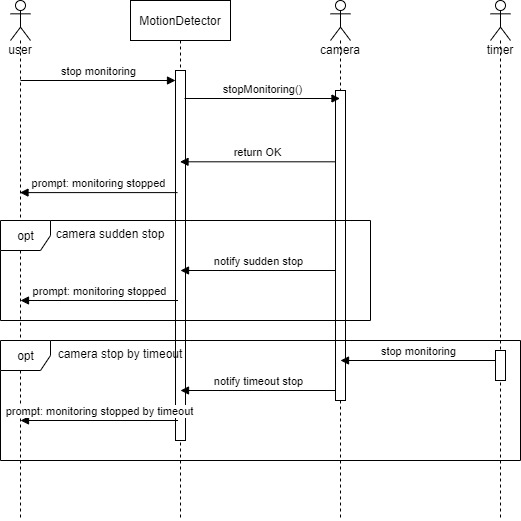 MotionDetector
user
camera
timer
stop monitoring
stopMonitoring()
return OK
prompt: monitoring stopped
opt
camera sudden stop
notify sudden stop
prompt: monitoring stopped
opt
camera stop by timeout
stop monitoring
notify timeout stop
prompt: monitoring stopped by timeout